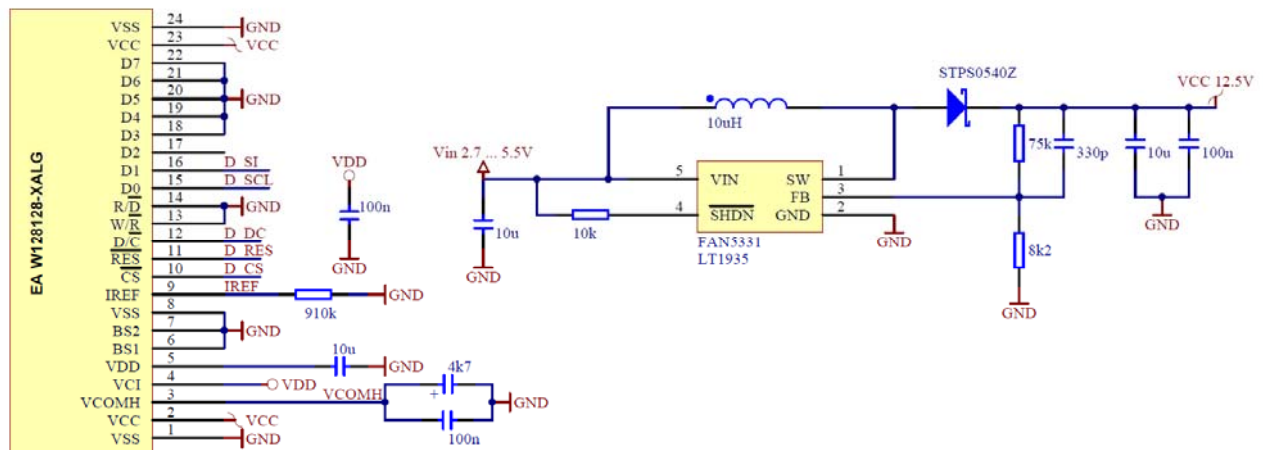 EA W128128-XALG
VSS 24 GND
VCC 23 VCC
D7 22
D6 21
D5 20 GND
D4 19
D3 18
D2 17
D1 16 D_SI
D0 15 D_SCL
R/D 14 GND
W/R 13
D/C 12 D_DC
RES 11 D_RES
CS 10 D_CS
IREF 9 IREF
910k
GND
VSS 8
BS2 7 GND
BS1 6
VDD 5
10u
GND
VCI 4 VDD
VCOMH 3 VCOMH
4k7
+
100n
GND
VCC 2 VCC
VSS 1 GND
VDD
100n
GND
Vin 2.7 ... 5.5V
10u
GND
10k
10uH
5 VIN SW 1
FB 3
4 SHDN GND 2
FAN5331
LT1935
GND
STPS0540Z
75k
330p
8k2
GND
10u
100n
GND
VCC 12.5V